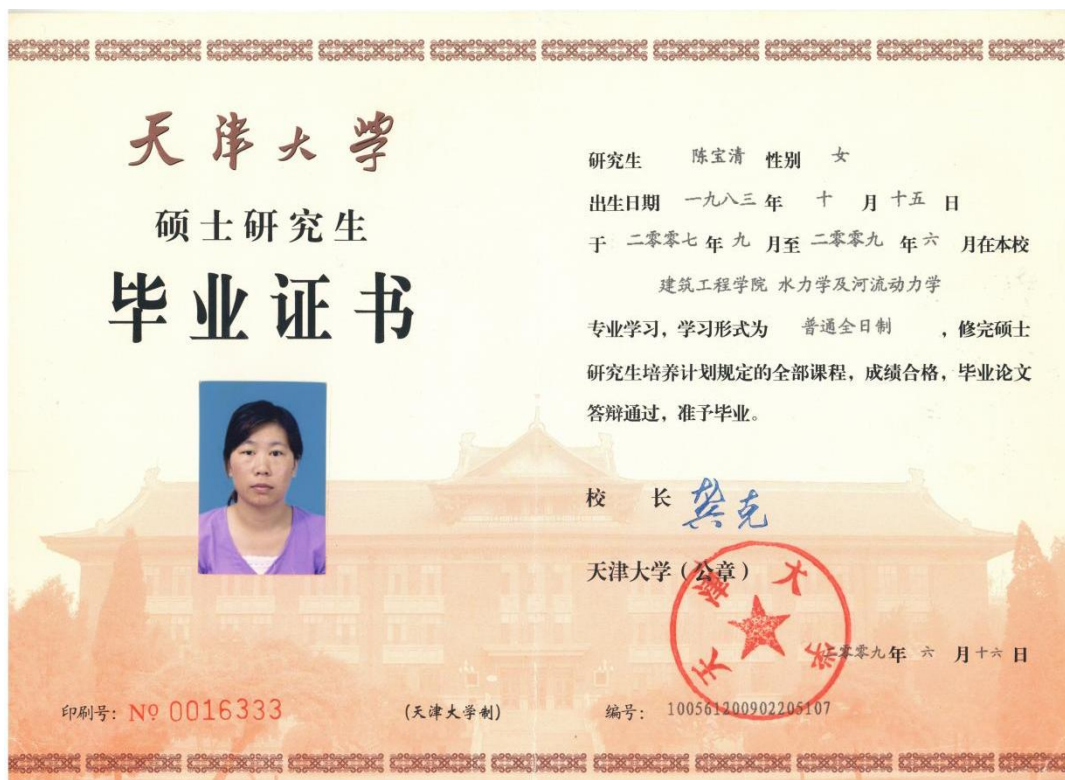 天津大学
硕士研究生
毕业证书
印刷号：№ 0016333
（天津大学制）
研究生 陈宝清 性别 女
出生日期 一九八三 年 十 月 十五 日
于 二零零七 年 九 月至 二零零九 年 六 月在本校
建筑工程学院 水力学及河流动力学
专业学习，学习形式为 普通全日制 ，修完硕士
研究生培养计划规定的全部课程，成绩合格，毕业论文
答辩通过，准予毕业。
校 长 龚克
天津大学（公章）
天津大学
二零零九 年 六 月 十六 日
编号： 100561200902205107